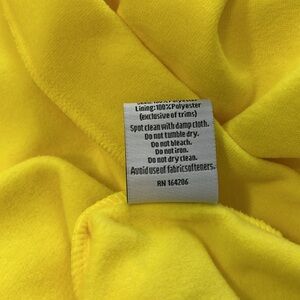 Lining:100%Polyester
(exclusive of trims)
Spot clean with damp cloth.
Do not tumble dry.
Do not bleach.
Do not iron.
Do not dry clean.
Avoid use of fabric softeners.
RN 164206